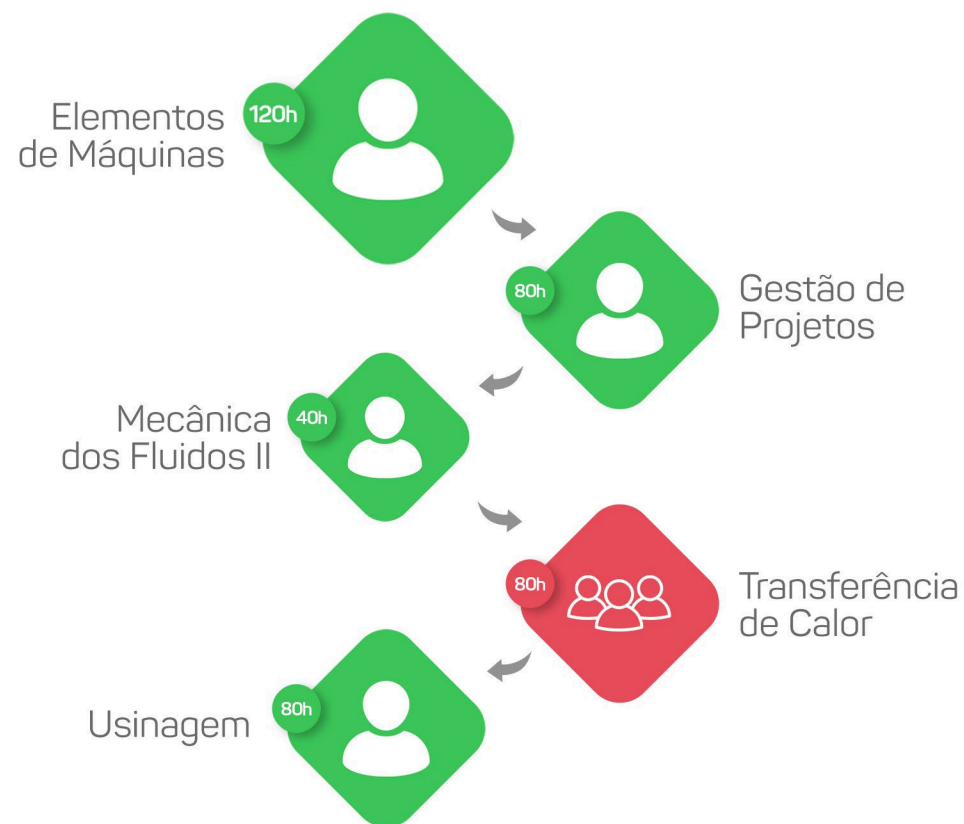 120h
Elementos
de Máquinas
80h
Gestão de
Projetos
40h
Mecânica
dos Fluidos II
80h
Transferência
de Calor
80h
Usinagem